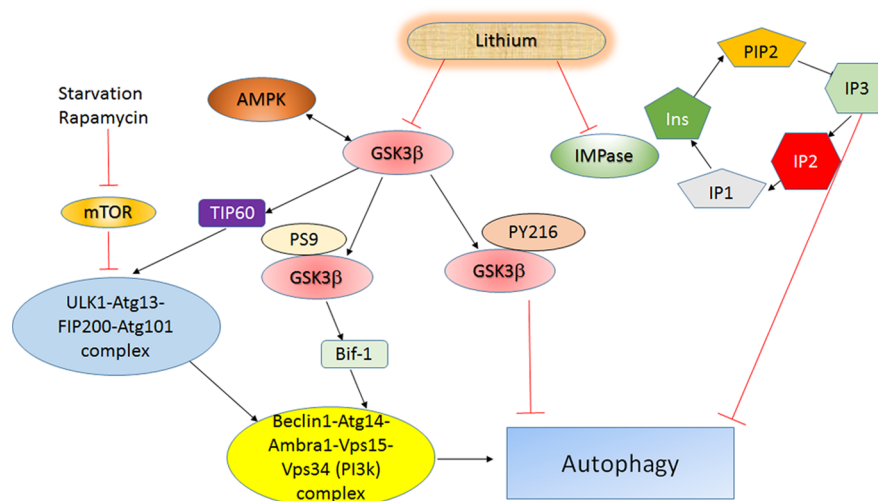 Lithium
PIP2
IP3
Ins
IP2
IP1
IMPase
AMPK
Starvation
Rapamycin
GSK3β
mTOR
TIP60
PS9
GSK3β
PY216
GSK3β
ULK1-Atg13-
FIP200-Atg101
complex
Bif-1
Beclin1-Atg14-
Ambra1-Vps15-
Vps34 (PI3k)
complex
Autophagy